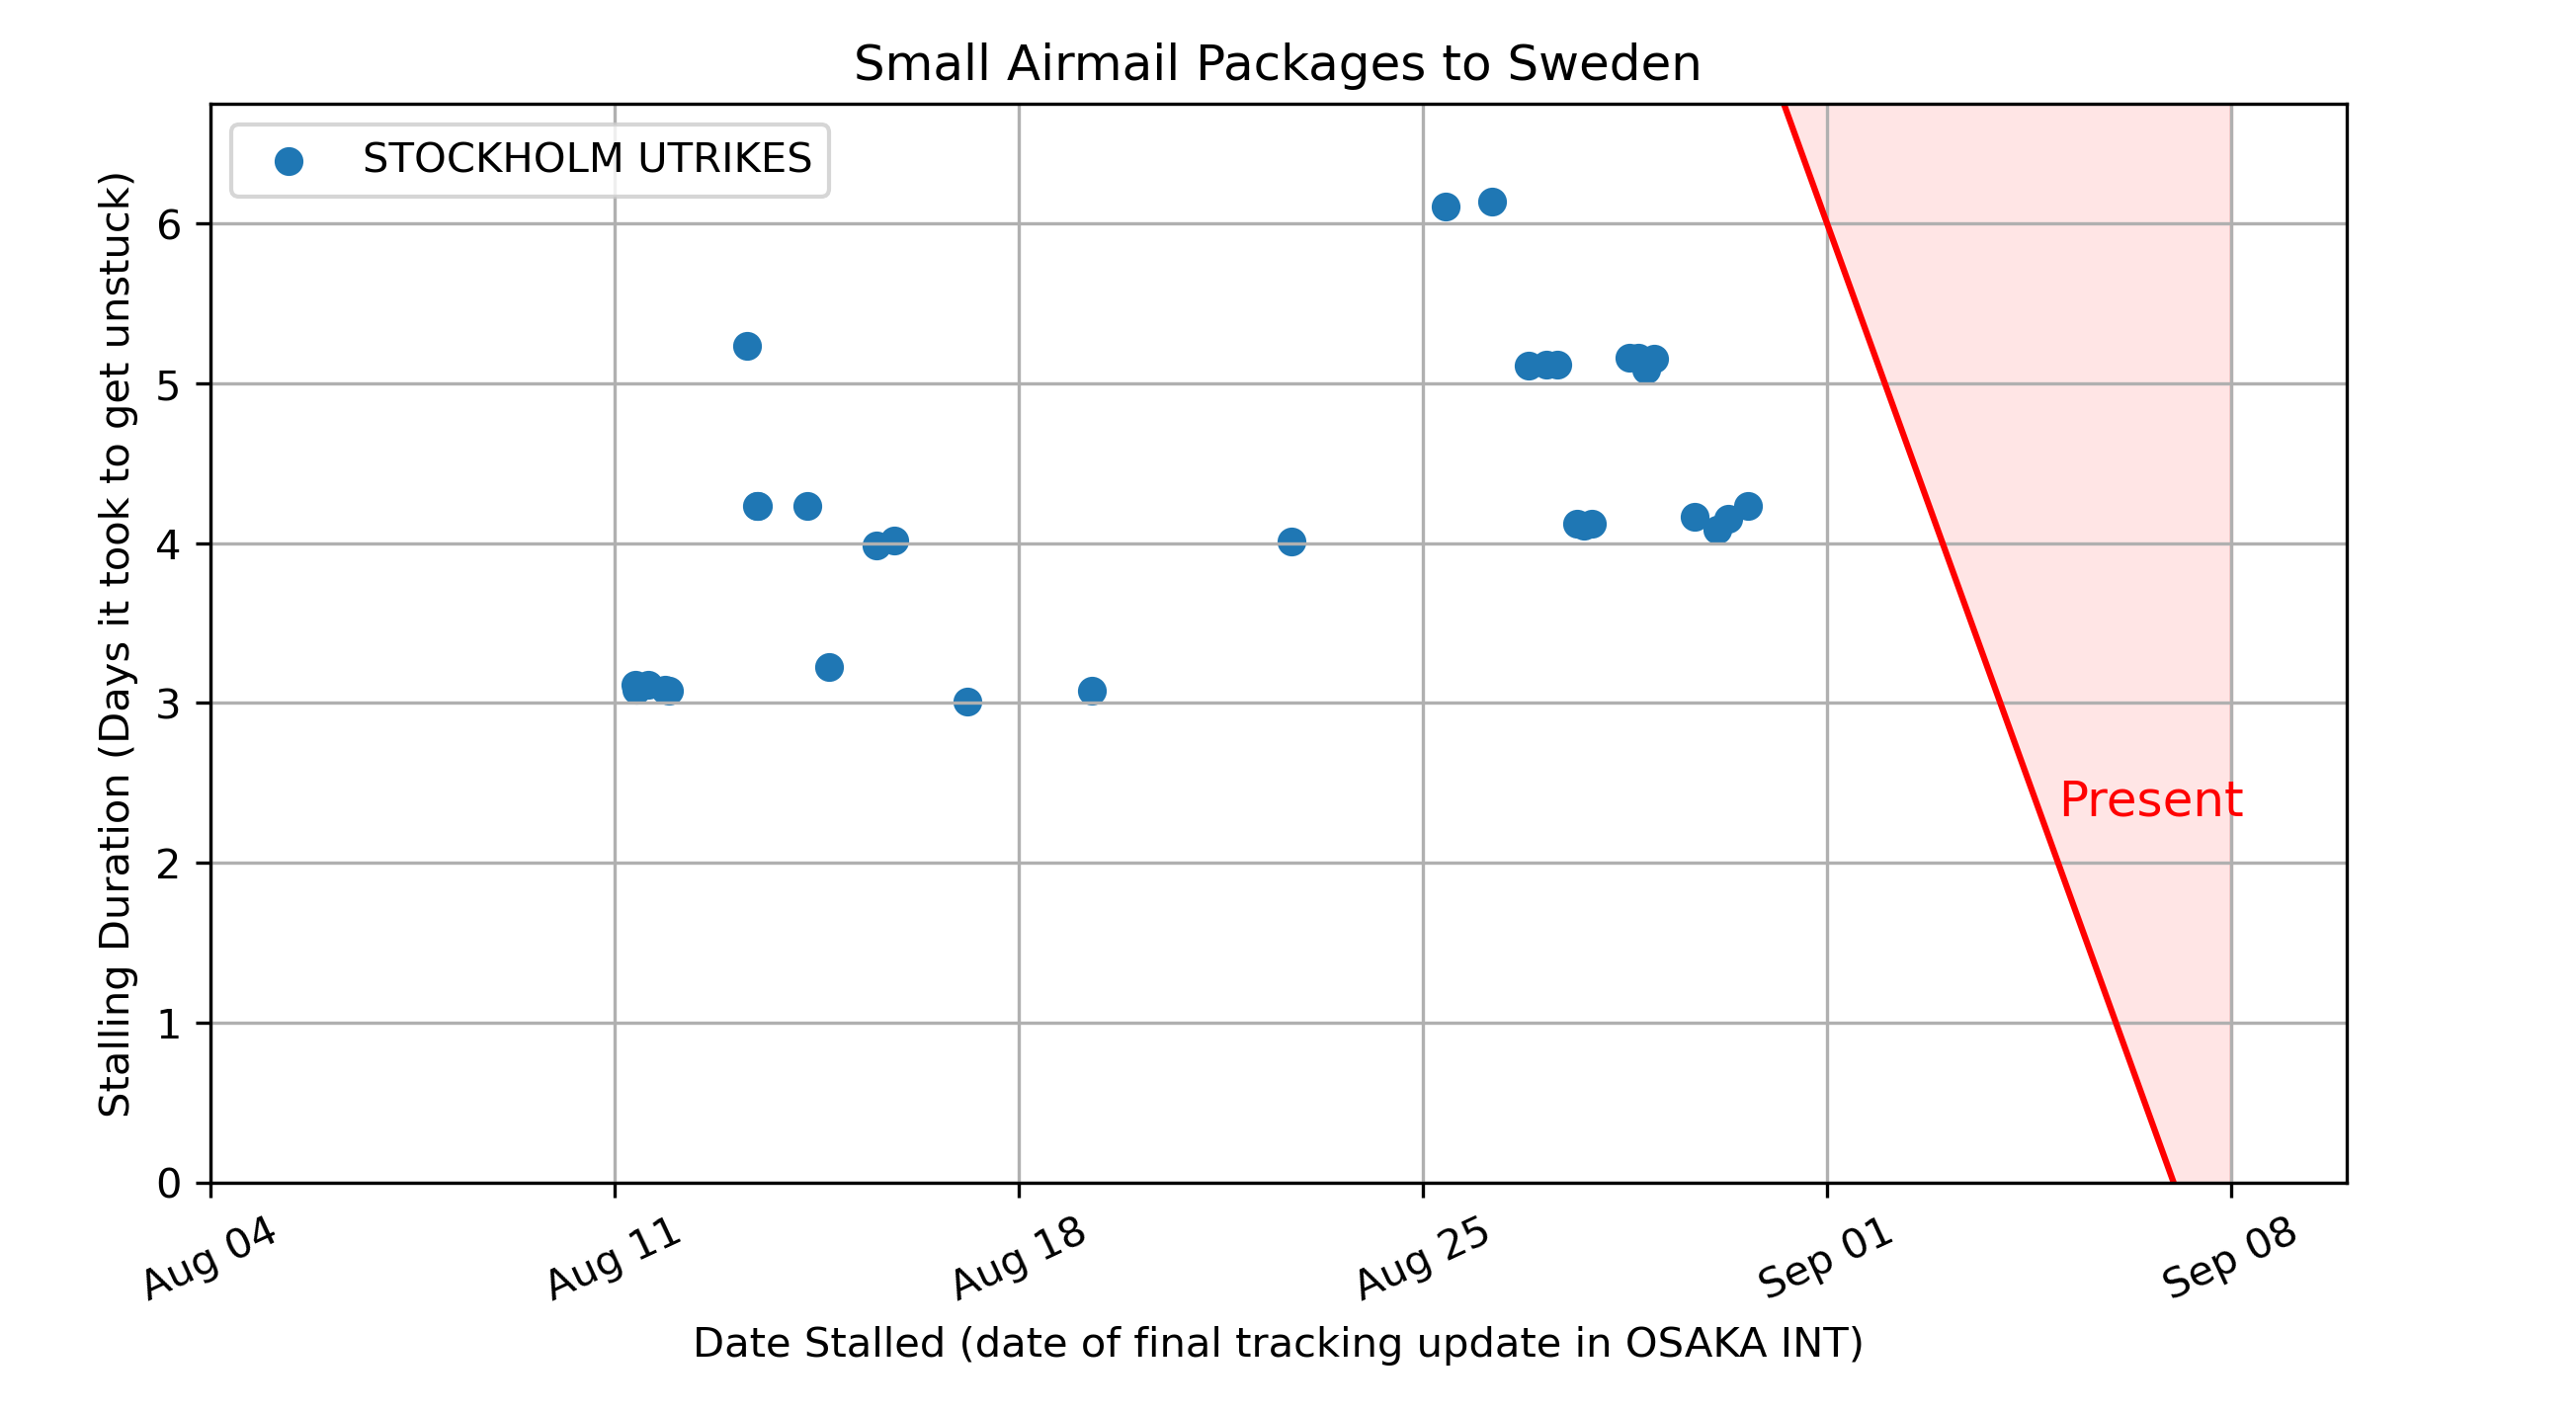 Small Airmail Packages to Sweden
STOCKHOLM UTRIKES
Stalling Duration (Days it took to get unstuck)
6
5
4
3
2
1
0
Present
Aug 04
Aug 11
Aug 18
Aug 25
Sep 01
Sep 08
Date Stalled (date of final tracking update in OSAKA INT)